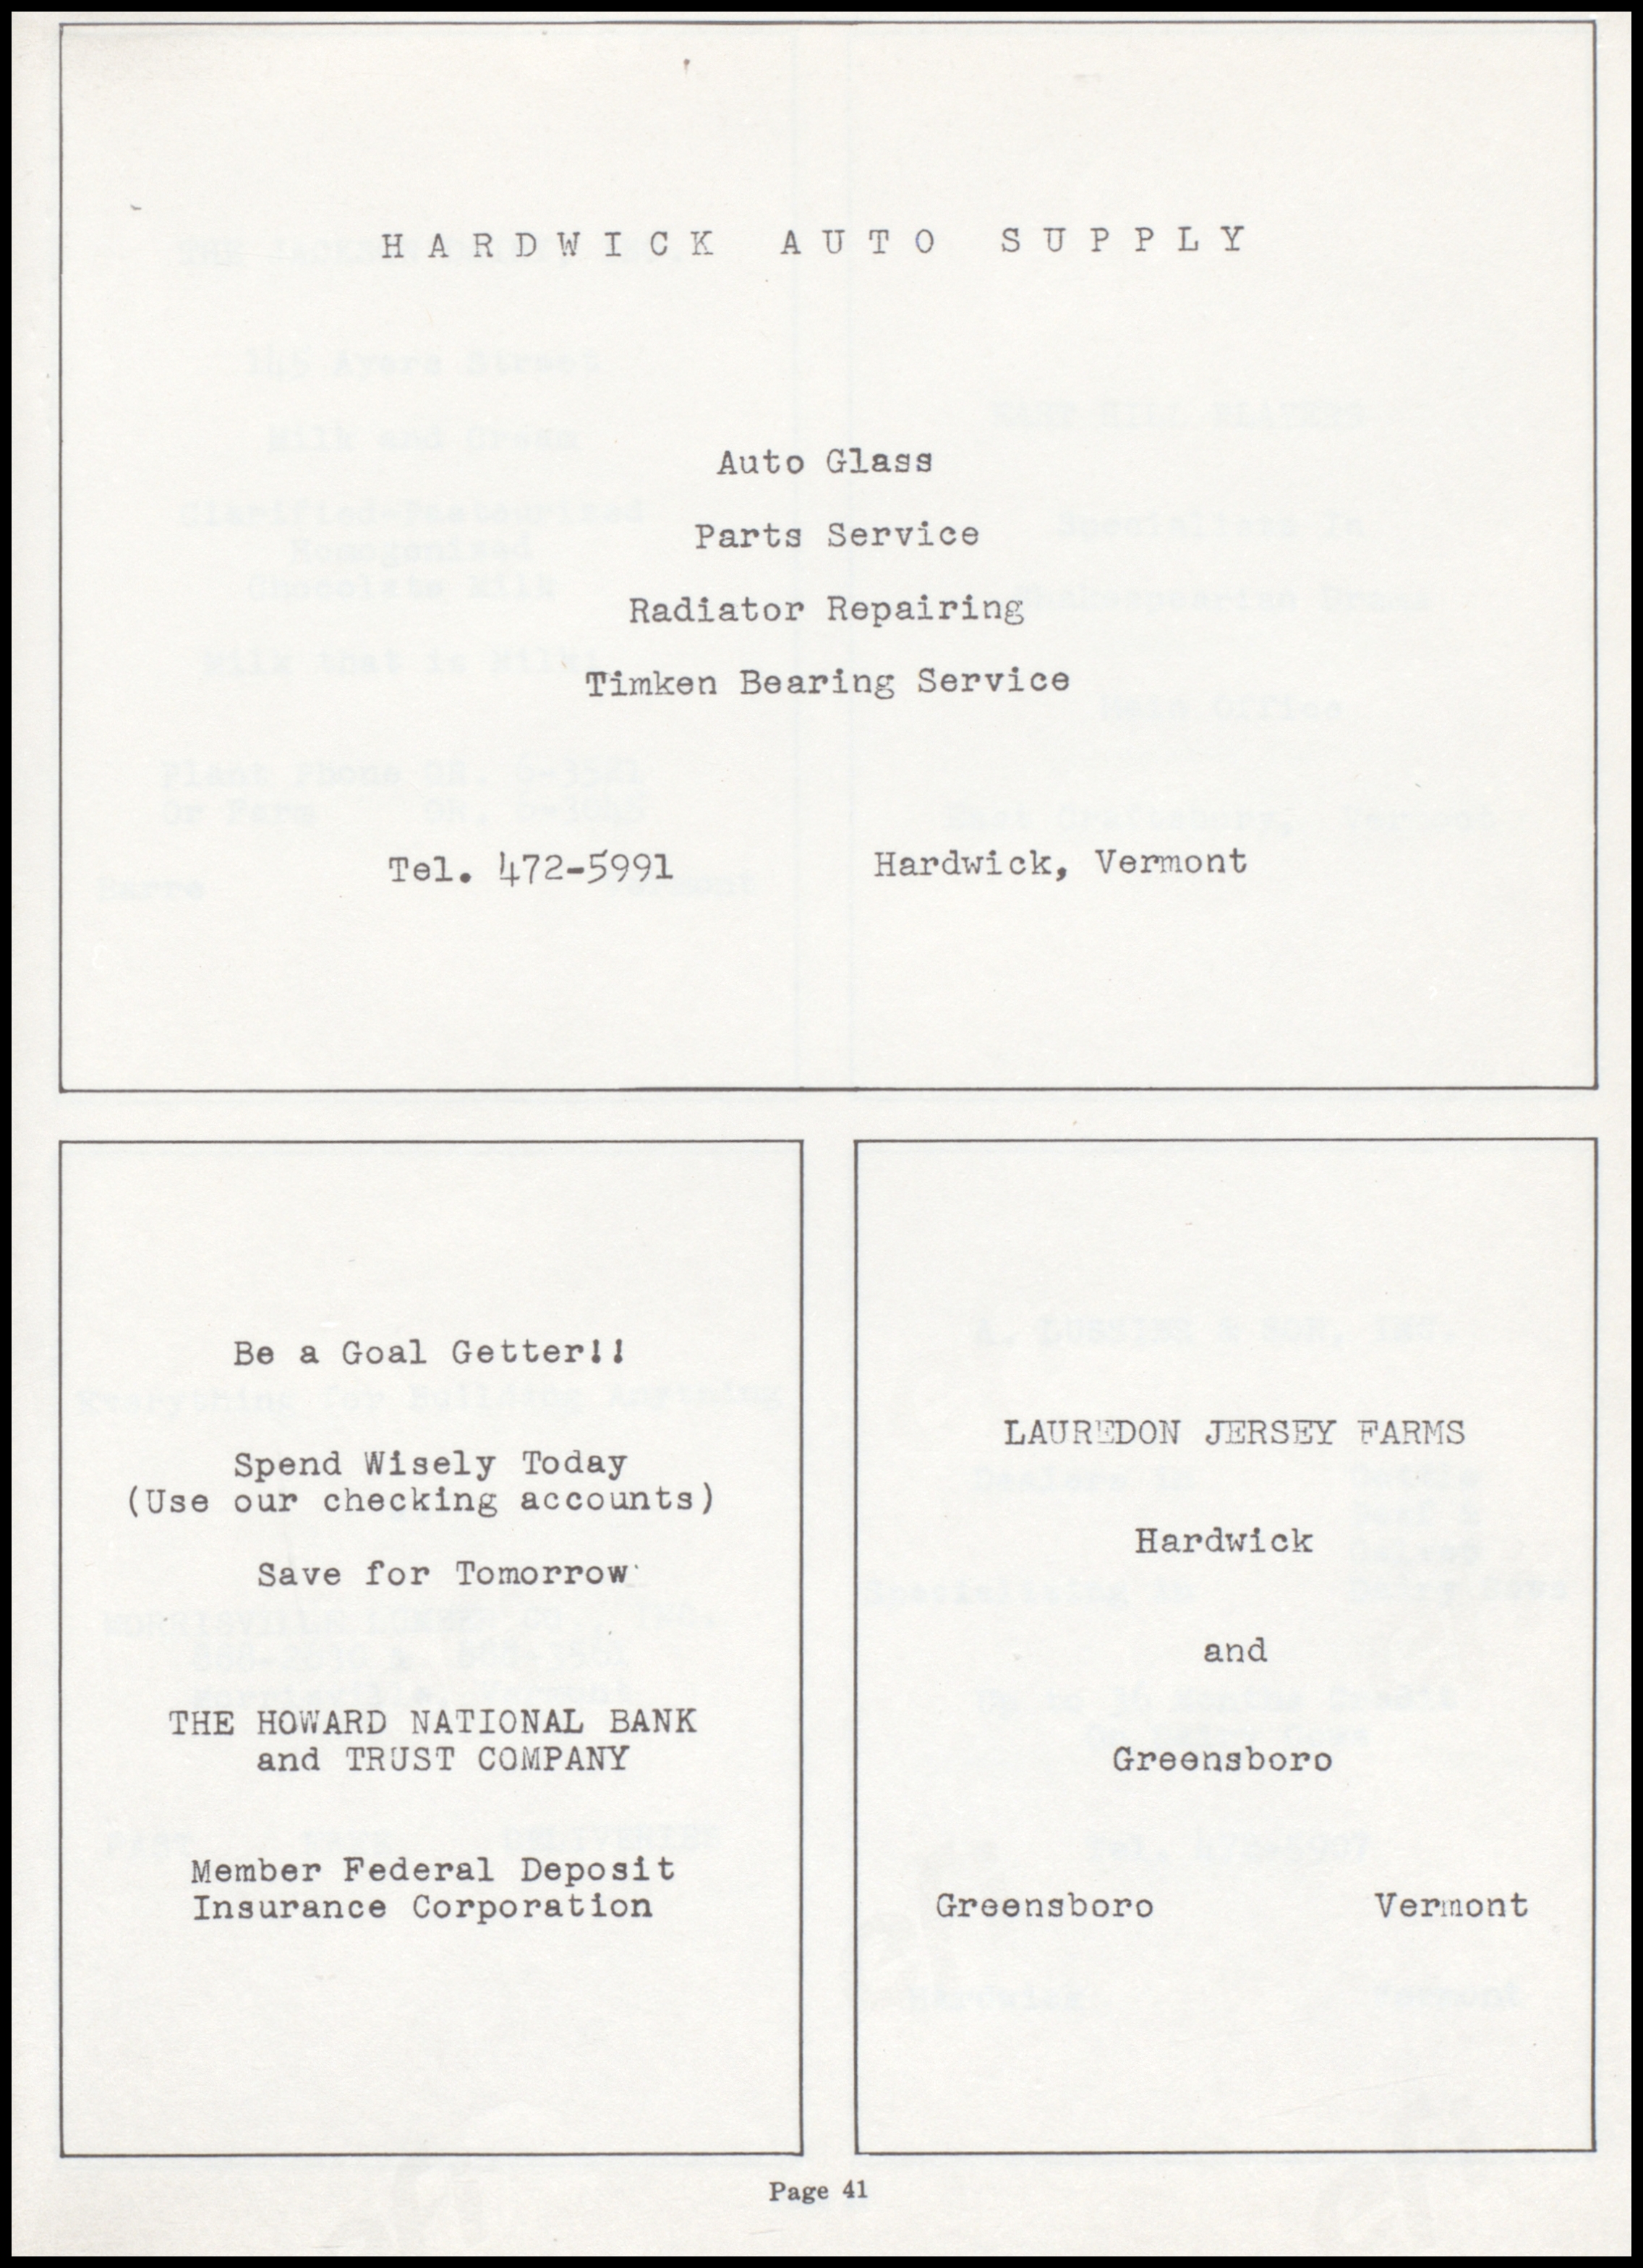 HARDWICK AUTO SUPPLY
Auto Glass
Parts Service
Radiator Repairing
Timken Bearing Service
Tel. 472-5991 Hardwick, Vermont
Be a Goal Getter!!
Spend Wisely Today
(Use our checking accounts)
Save for Tomorrow
THE HOWARD NATIONAL BANK
and TRUST COMPANY
Member Federal Deposit
Insurance Corporation
LAUREDON JERSEY FARMS
Hardwick
and
Greensboro
Greensboro Vermont
Page 41